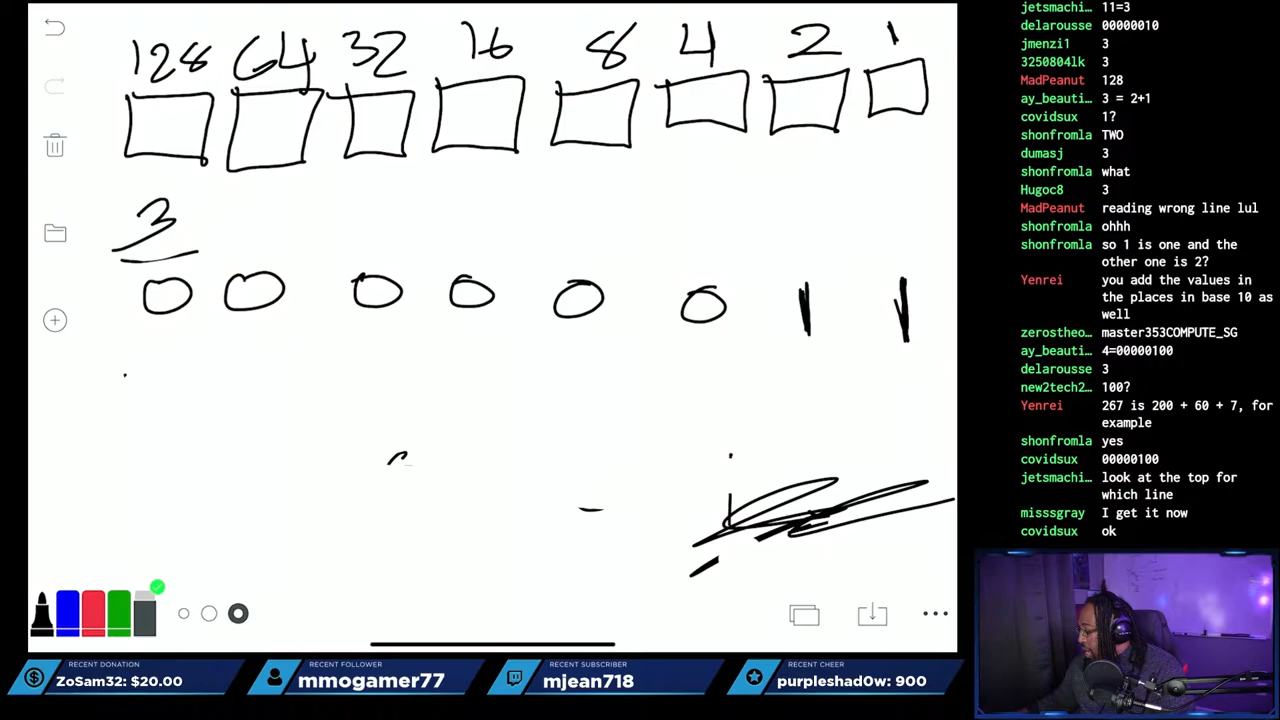 128 64 32 16 8 4 2 1
3
0 0 0 0 0 0 1 1
jetsmachi… 11=3
delarousse 00000010
jmenzi1 3
3250804lk 3
MadPeanut 128
ay_beauti… 3 = 2+1
covidsux 1?
shonfromla TWO
dumasj 3
shonfromla what
Hugoc8 3
MadPeanut reading wrong line lul
shonfromla ohhh
shonfromla so 1 is one and the
other one is 2?
Yenrei you add the values in
the places in base 10 as
well
zerostheo… master353COMPUTE_SG
ay_beauti… 4=00000100
delarousse 3
new2tech2… 100?
Yenrei 267 is 200 + 60 + 7, for
example
shonfromla yes
covidsux 00000100
jetsmachi… look at the top for
which line
misssgray I get it now
covidsux ok
RECENT DONATION
ZoSam32: $20.00
RECENT FOLLOWER
mmogamer77
RECENT SUBSCRIBER
mjean718
RECENT CHEER
purpleshad0w: 900